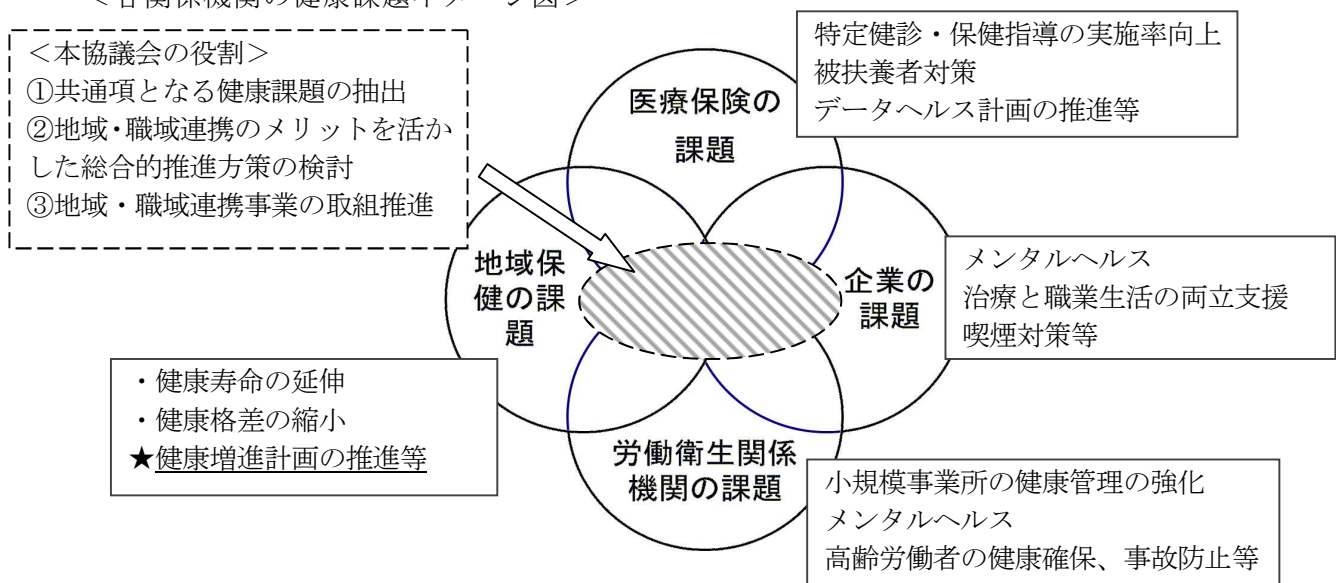 ＜各関係機関の健康課題イメージ図＞
＜本協議会の役割＞
①共通項となる健康課題の抽出
②地域・職域連携のメリットを活か
した総合的推進方策の検討
③地域・職域連携事業の取組推進
特定健診・保健指導の実施率向上
被扶養者対策
データヘルス計画の推進等
医療保険の
課題
地域保
健の課
題
企業の
課題
メンタルヘルス
治療と職業生活の両立支援
喫煙対策等
・健康寿命の延伸
・健康格差の縮小
★健康増進計画の推進等
労働衛生関係
機関の課題
小規模事業所の健康管理の強化
メンタルヘルス
高齢労働者の健康確保、事故防止等